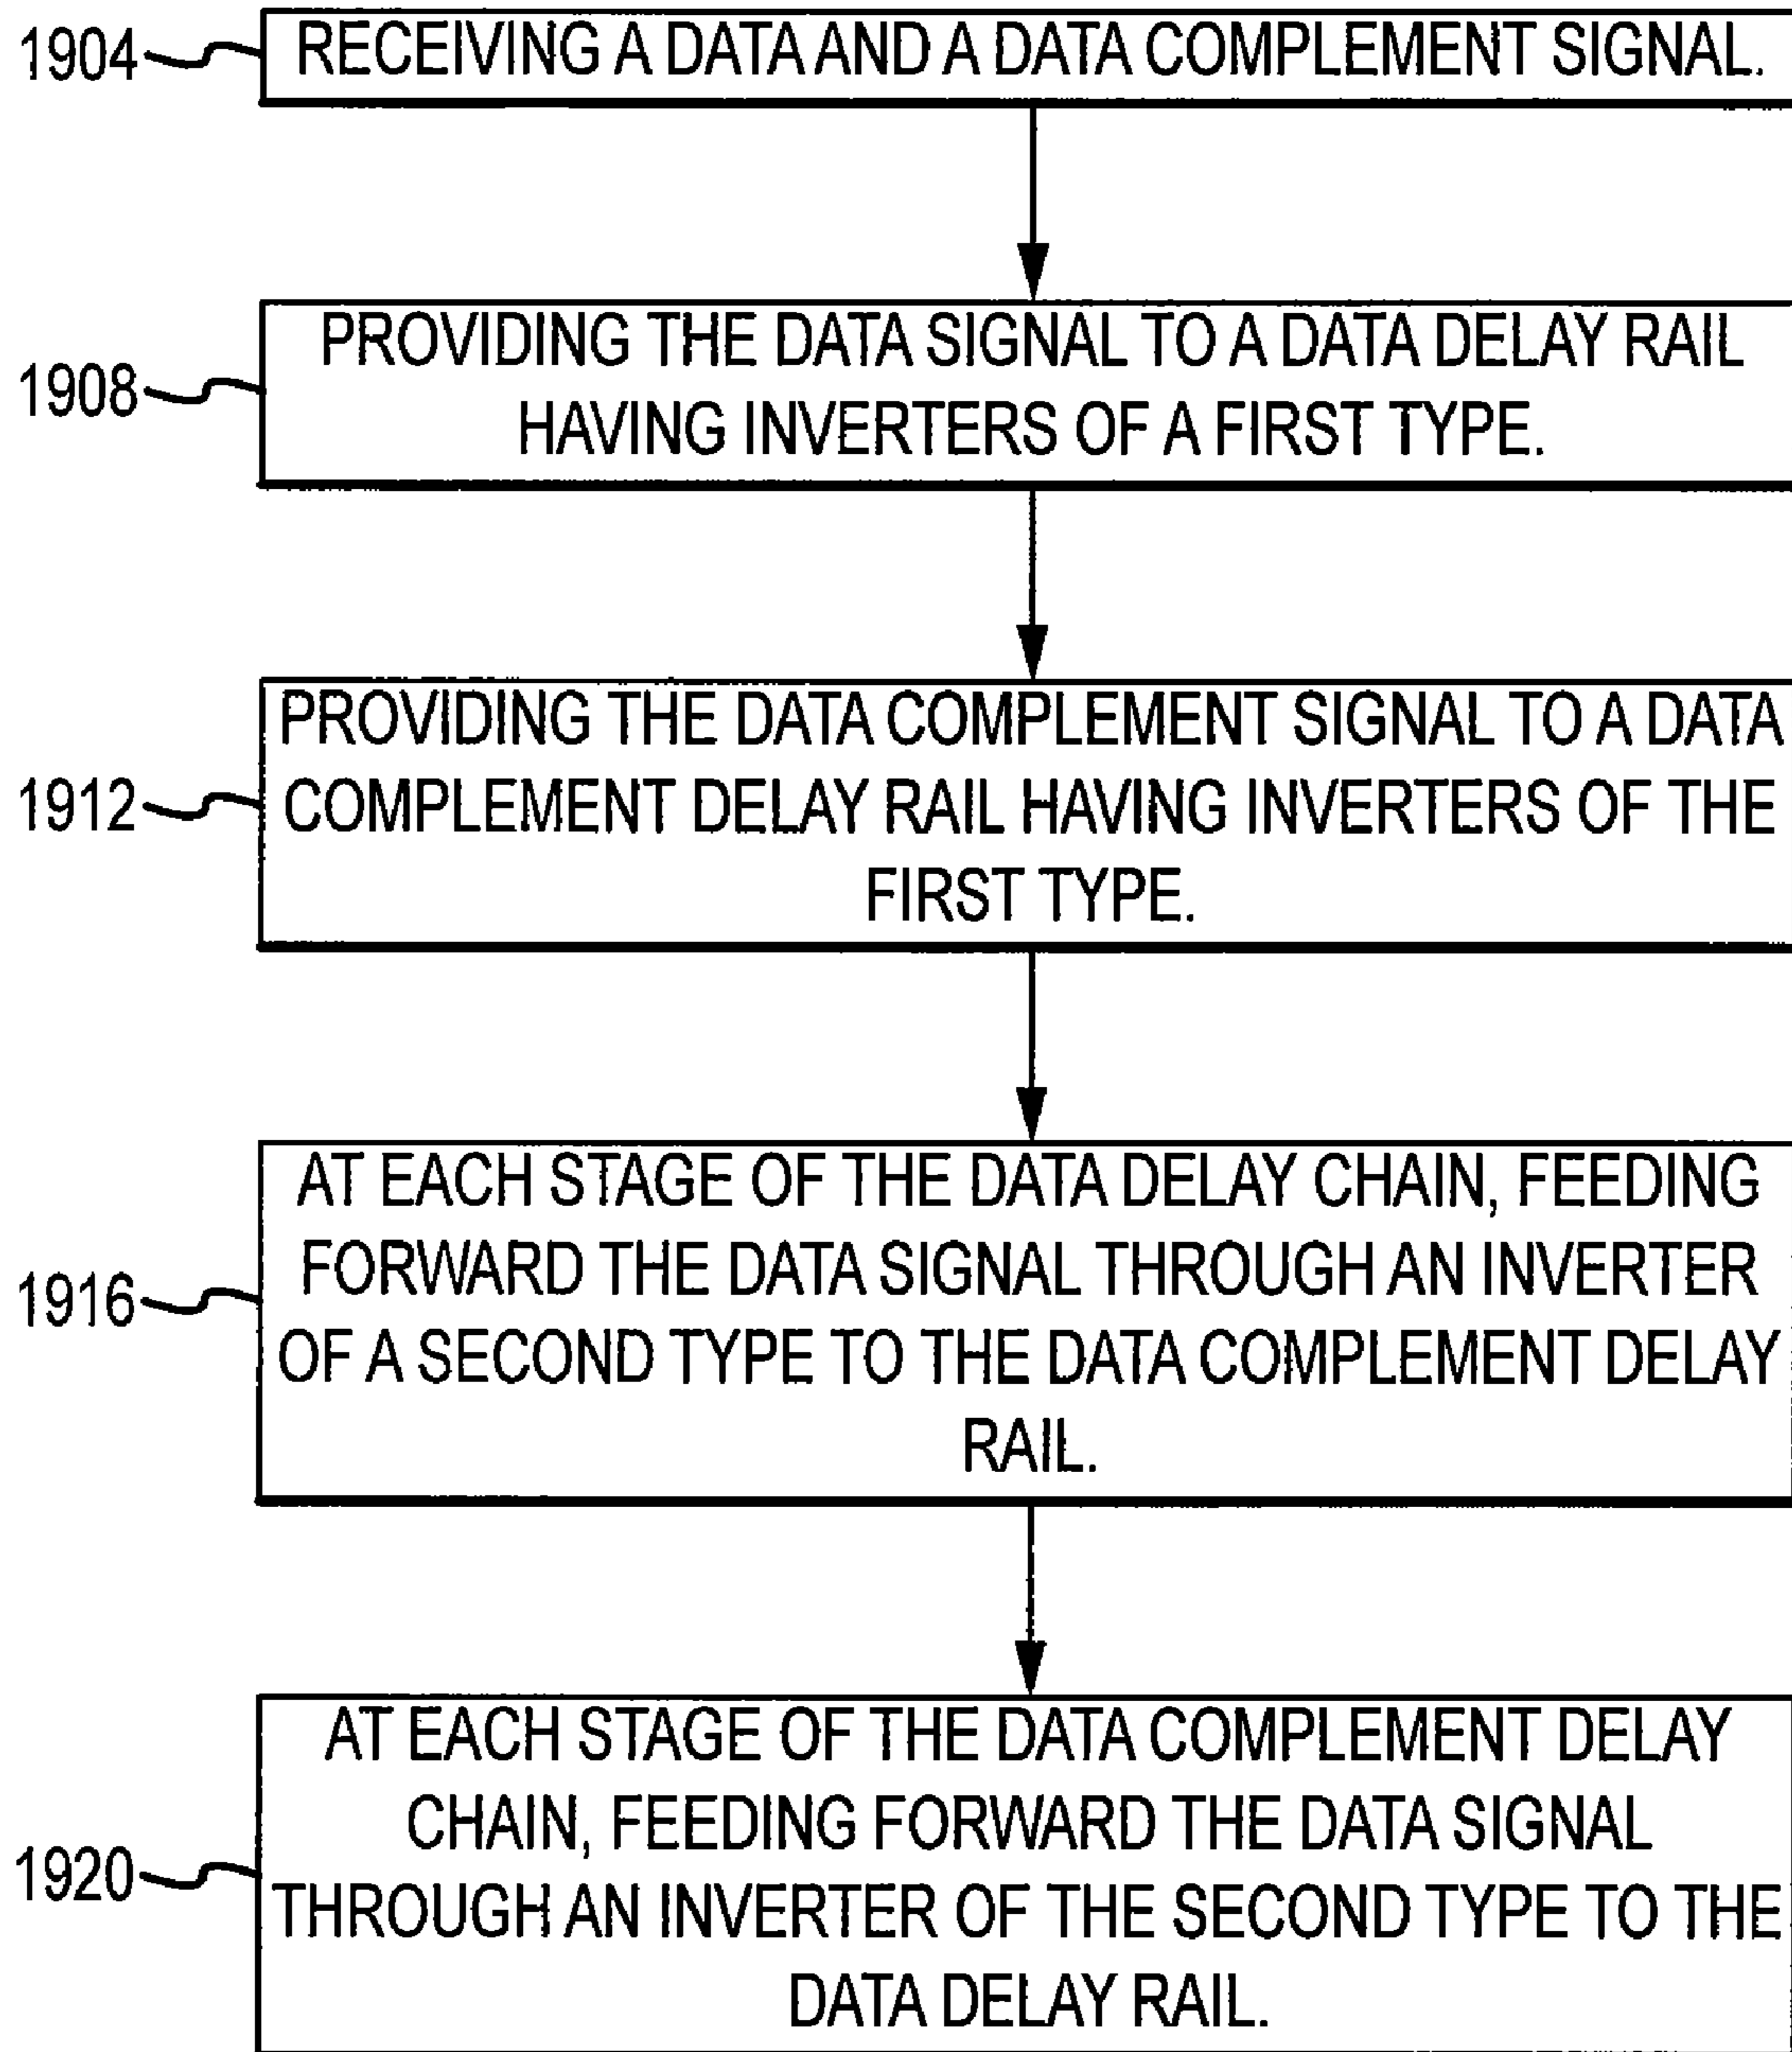 1904
RECEIVING A DATA AND A DATA COMPLEMENT SIGNAL.
1908
PROVIDING THE DATA SIGNAL TO A DATA DELAY RAIL
HAVING INVERTERS OF A FIRST TYPE.
1912
PROVIDING THE DATA COMPLEMENT SIGNAL TO A DATA
COMPLEMENT DELAY RAIL HAVING INVERTERS OF THE
FIRST TYPE.
1916
AT EACH STAGE OF THE DATA DELAY CHAIN, FEEDING
FORWARD THE DATA SIGNAL THROUGH AN INVERTER
OF A SECOND TYPE TO THE DATA COMPLEMENT DELAY
RAIL.
1920
AT EACH STAGE OF THE DATA COMPLEMENT DELAY
CHAIN, FEEDING FORWARD THE DATA SIGNAL
THROUGH AN INVERTER OF THE SECOND TYPE TO THE
DATA DELAY RAIL.